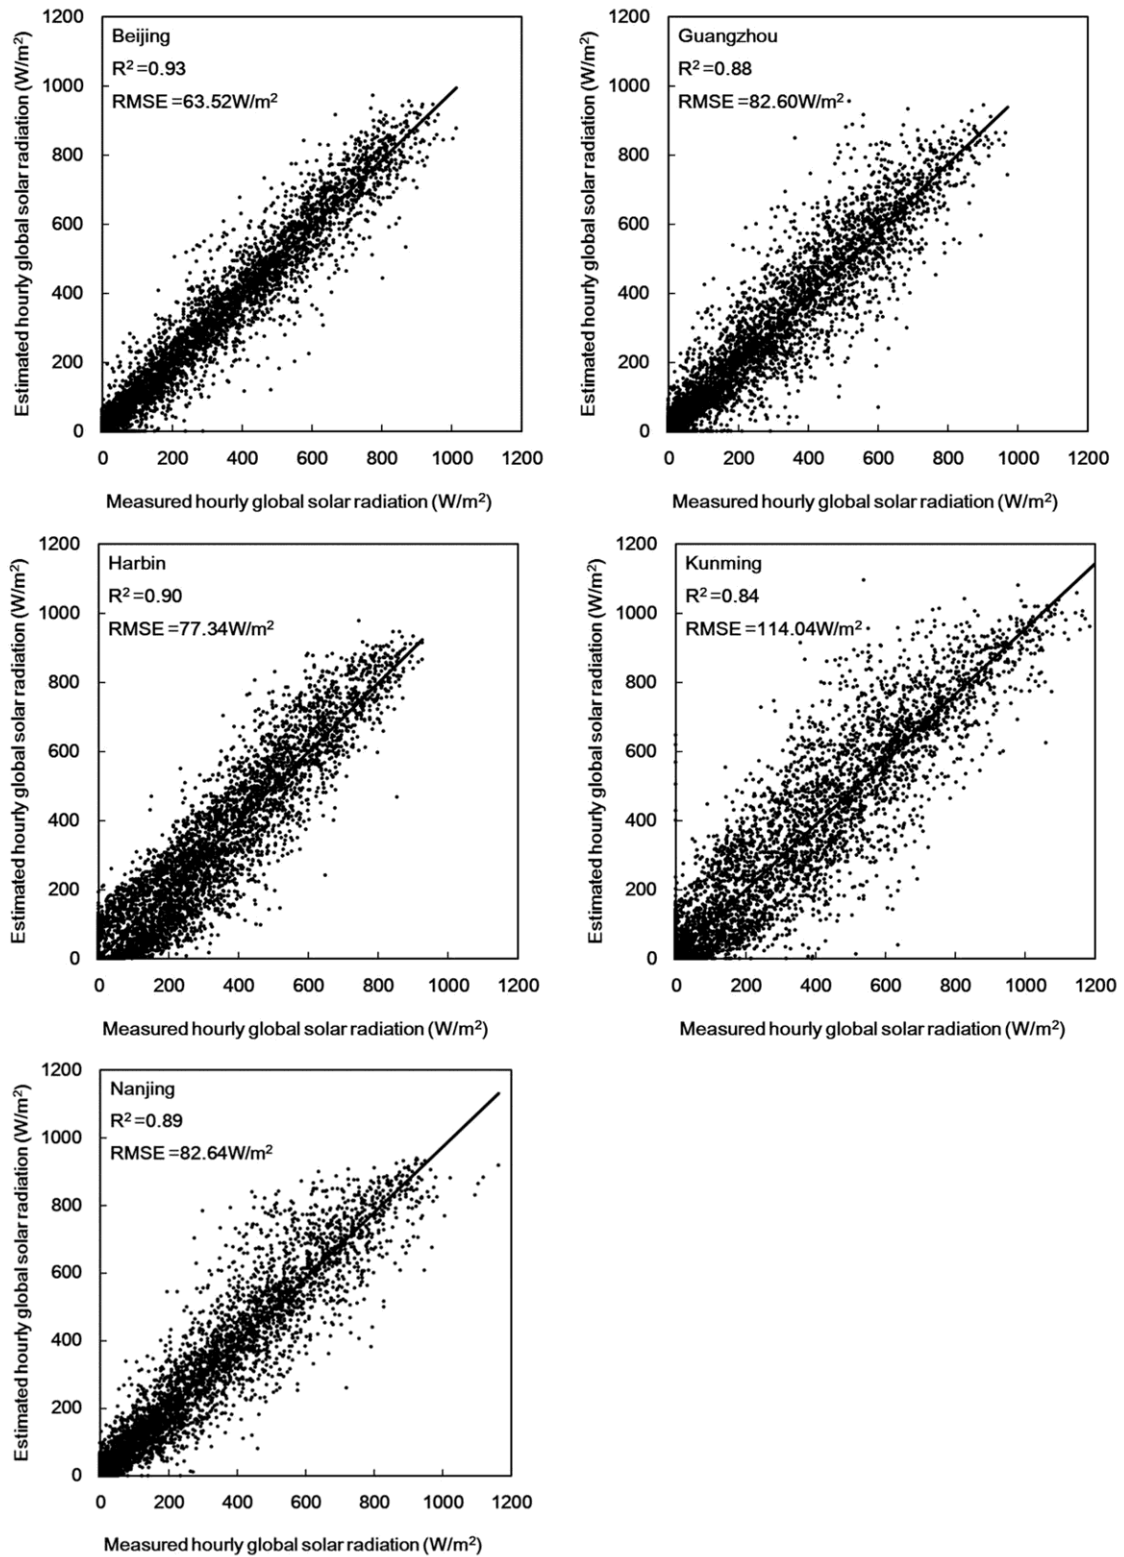 1200
1000
800
600
400
200
0
Estimated hourly global solar radiation (W/m²)
Beijing
R²=0.93
RMSE=63.52W/m²
0 200 400 600 800 1000 1200
Measured hourly global solar radiation (W/m²)
1200
1000
800
600
400
200
0
Estimated hourly global solar radiation (W/m²)
Guangzhou
R²=0.88
RMSE=82.60W/m²
0 200 400 600 800 1000 1200
Measured hourly global solar radiation (W/m²)
1200
1000
800
600
400
200
0
Estimated hourly global solar radiation (W/m²)
Harbin
R²=0.90
RMSE=77.34W/m²
0 200 400 600 800 1000 1200
Measured hourly global solar radiation (W/m²)
1200
1000
800
600
400
200
0
Estimated hourly global solar radiation (W/m²)
Kunming
R²=0.84
RMSE=114.04W/m²
0 200 400 600 800 1000 1200
Measured hourly global solar radiation (W/m²)
1200
1000
800
600
400
200
0
Estimated hourly global solar radiation (W/m²)
Nanjing
R²=0.89
RMSE=82.64W/m²
0 200 400 600 800 1000 1200
Measured hourly global solar radiation (W/m²)